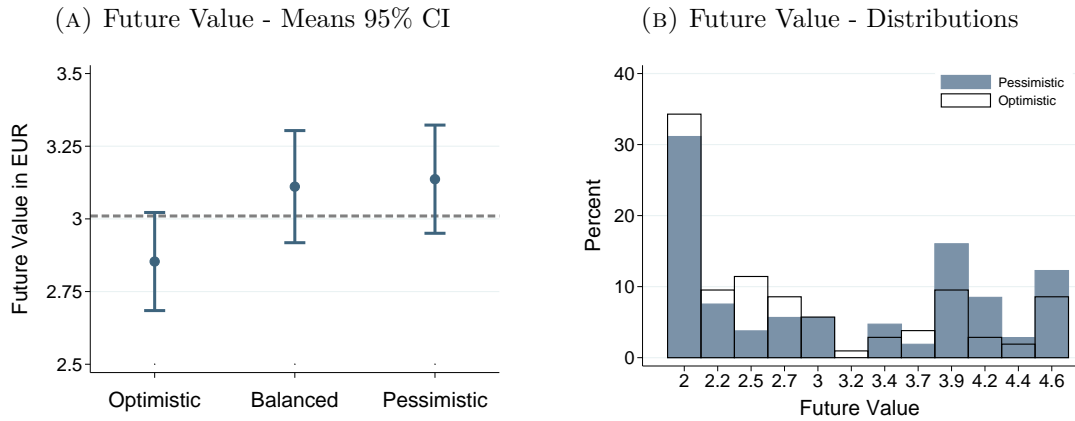 (A) Future Value - Means 95% CI
Future Value in EUR
3.5
3.25
3
2.75
2.5
Optimistic Balanced Pessimistic
(B) Future Value - Distributions
Percent
40
30
20
10
0
Pessimistic
Optimistic
2 2.2 2.5 2.7 3 3.2 3.4 3.7 3.9 4.2 4.4 4.6
Future Value